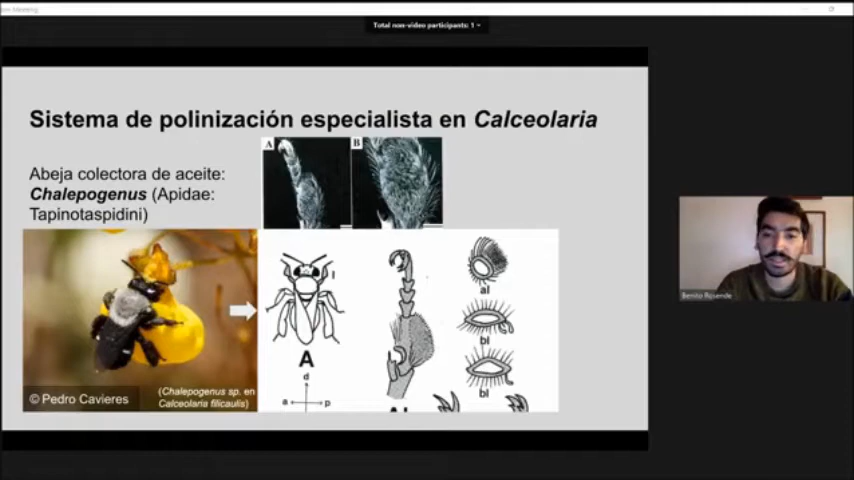 Total non-video participants: 1
Sistema de polinización especialista en Calceolaria
Abeja colectora de aceite:
Chalepogenus (Apidae:
Tapinotaspidini)
A
B
© Pedro Cavieres
(Chalepogenus sp. en
Calceolaria filicaulis)
A
d
a
p
al
bl
bl
Benito Rosende